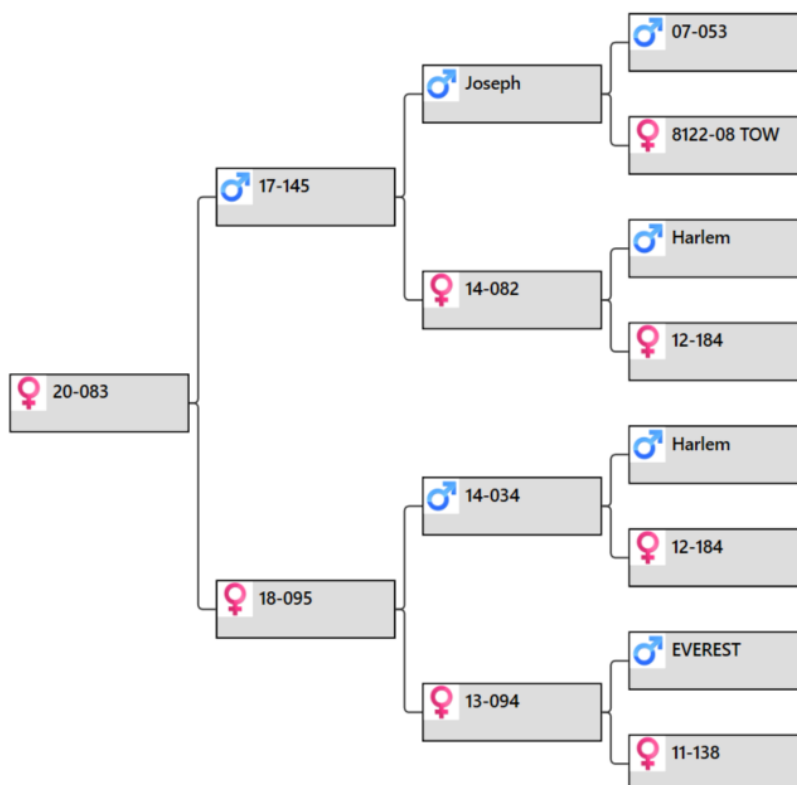 07-053
Joseph
8122-08 TOW
17-145
Harlem
14-082
12-184
20-083
Harlem
14-034
12-184
18-095
EVEREST
13-094
11-138